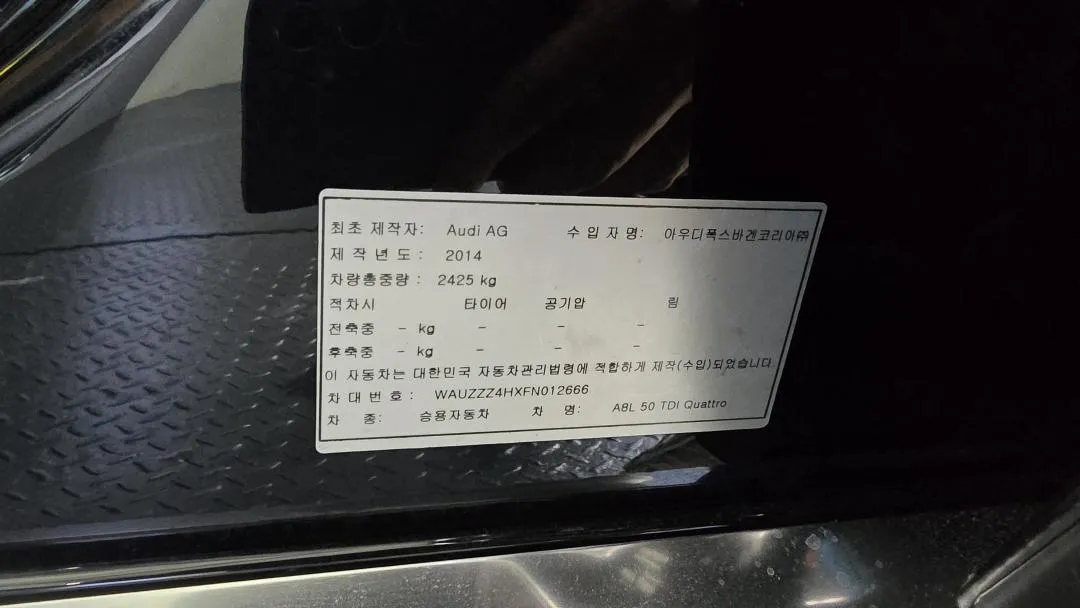 최초 제작자: Audi AG 수 입 자 명: 아우디폭스바겐코리아㈜
제 작 년 도 : 2014
차량총중량 : 2425 kg
적차시 타이어 공기압 림
전축중 - kg - - -
후축중 - kg - - -
이 자동차는 대한민국 자동차관리법령에 적합하게 제작(수입)되었습니다.
차 대 번 호 : WAUZZZ4HXFN012666
차 종: 승용자동차 차 명: A8L 50 TDI Quattro